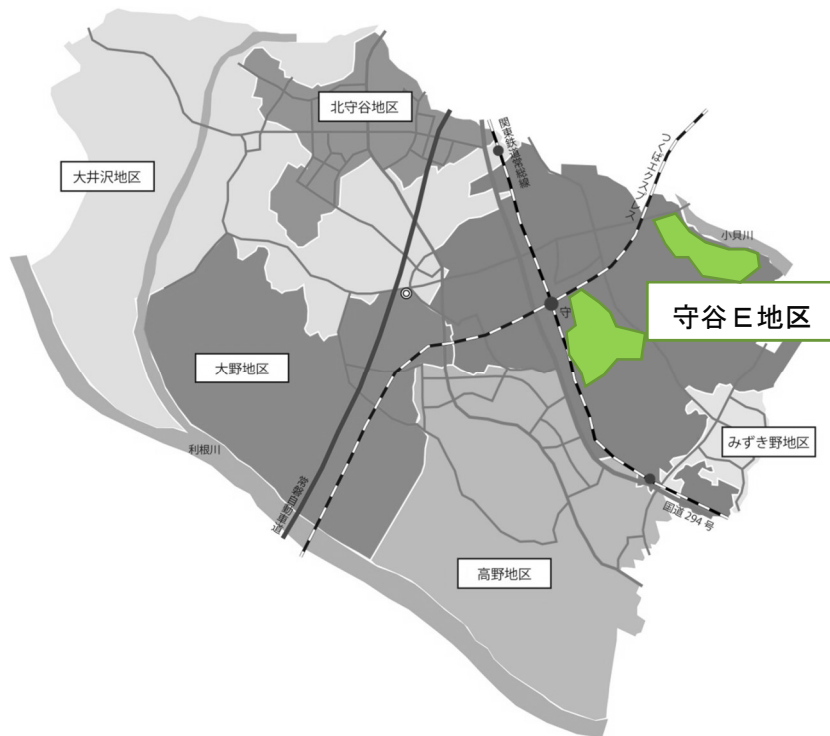 北守谷地区
関東鉄道常総線
つくばエクスプレス
大井沢地区
小貝川
守
守谷E地区
大野地区
みずき野地区
利根川
常磐自動車道
国道294号
高野地区